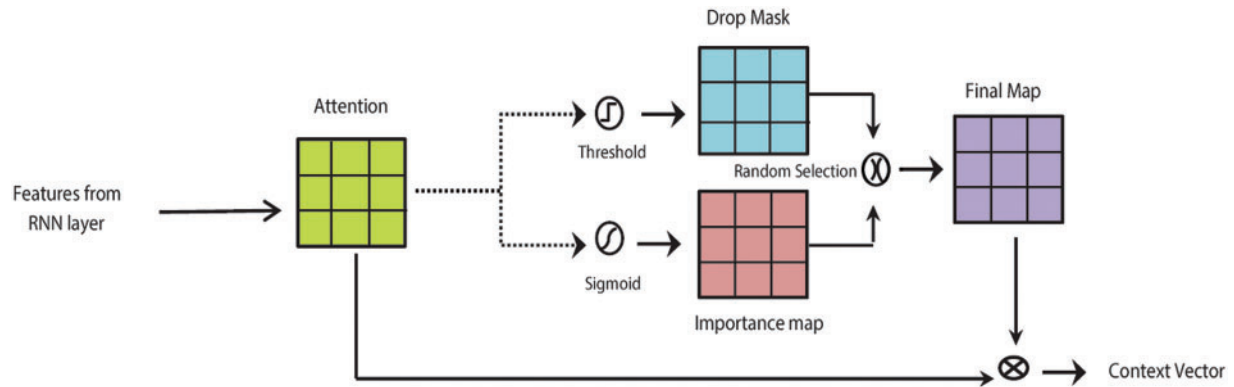 Drop Mask
Attention
Final Map
Threshold
Random Selection
Features from
RNN layer
Sigmoid
Importance map
Context Vector